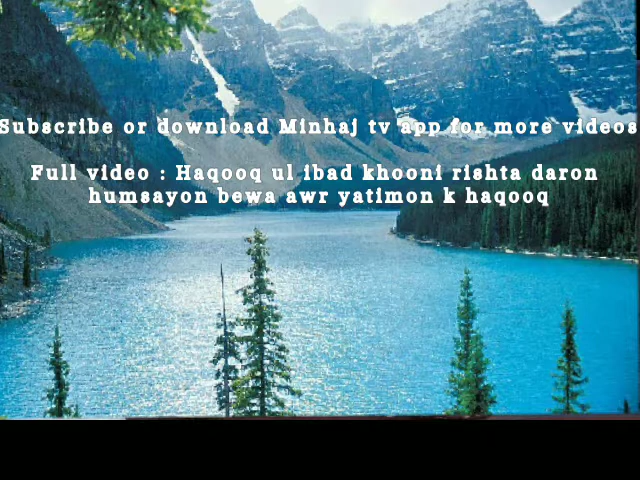 Subscribe or download Minhaj tv app for more videos
Full video : Haqooq ul ibad khooni rishta daron
humsayon bewa awr yatimon k haqooq